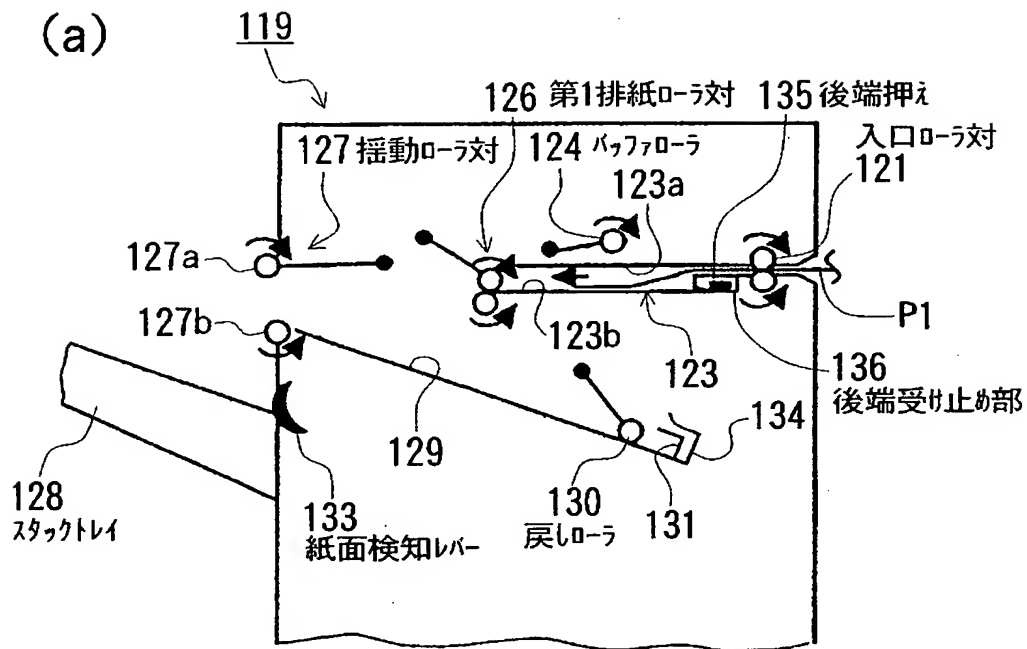 (a)
119
126 第1排紙ローラ対
135 後端押え
127 揺動ローラ対
124 バッファローラ
入口ローラ対
121
123a
127a
127b
123b
123
P1
136
後端受け止め部
129
134
128
スタックトレイ
133
紙面検知レバー
130
戻しローラ
131